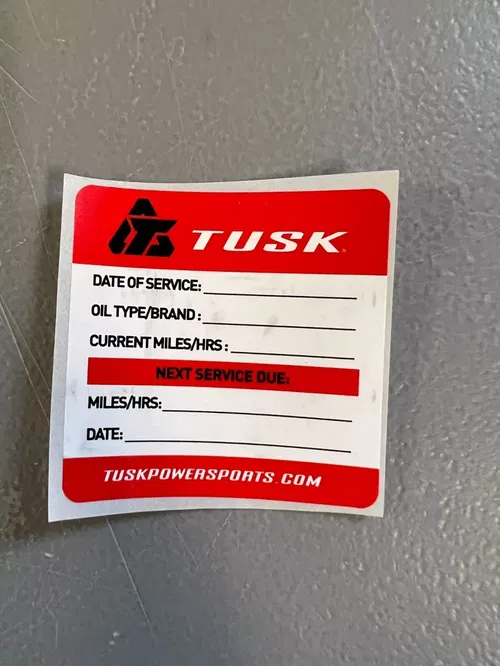 TUSK
DATE OF SERVICE:
OIL TYPE/BRAND :
CURRENT MILES/HRS :
NEXT SERVICE DUE:
MILES/HRS:
DATE:
TUSKPOWERSPORTS.COM